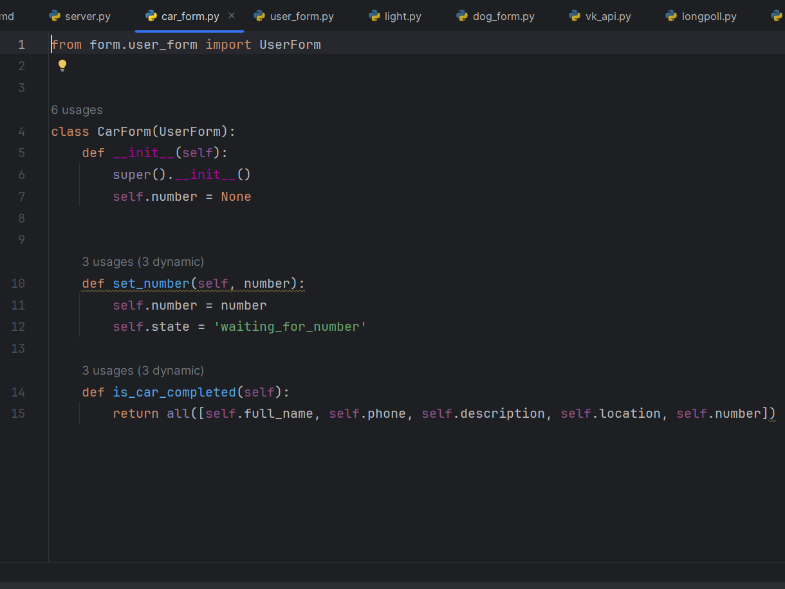 md server.py car_form.py user_form.py light.py dog_form.py vk_api.py longpoll.py
1 from form.user_form import UserForm
2
3
6 usages
4 class CarForm(UserForm):
5 def __init__(self):
6 super().__init__()
7 self.number = None
8
9
3 usages (3 dynamic)
10 def set_number(self, number):
11 self.number = number
12 self.state = 'waiting_for_number'
13
3 usages (3 dynamic)
14 def is_car_completed(self):
15 return all([self.full_name, self.phone, self.description, self.location, self.number])